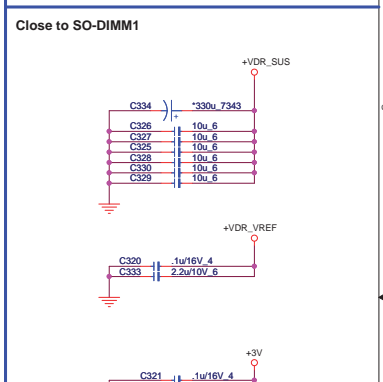 Close to SO-DIMM1
+VDR_SUS
C334 *330u_7343
+
C326 10u_6
C327 10u_6
C325 10u_6
C328 10u_6
C330 10u_6
C329 10u_6
+VDR_VREF
C320 .1u/16V_4
C333 2.2u/10V_6
+3V
C321 .1u/16V_4